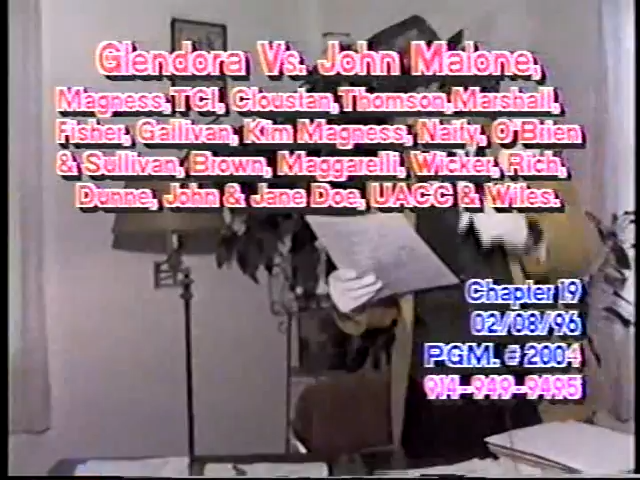 Glendora Vs. John Malone,
Magness,TCI, Cloustan,Thomson,Marshall,
Fisher, Gallivan, Kim Magness, Naity, O'Brien
& Sullivan, Brown, Maggarelli, Wicker, Rich,
Dunne, John & Jane Doe, UACC & Wiles.
Chapter 19
02/08/96
PGM. # 2004
914-949-9495